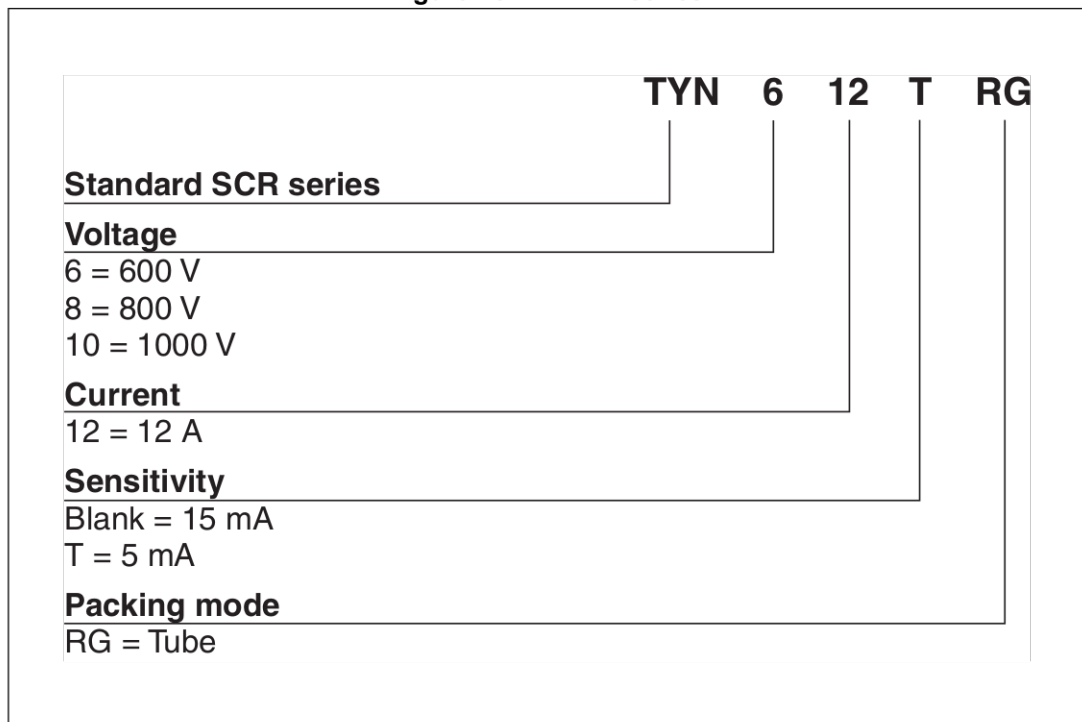 TYN 6 12 T RG
Standard SCR series
Voltage
6 = 600 V
8 = 800 V
10 = 1000 V
Current
12 = 12 A
Sensitivity
Blank = 15 mA
T = 5 mA
Packing mode
RG = Tube